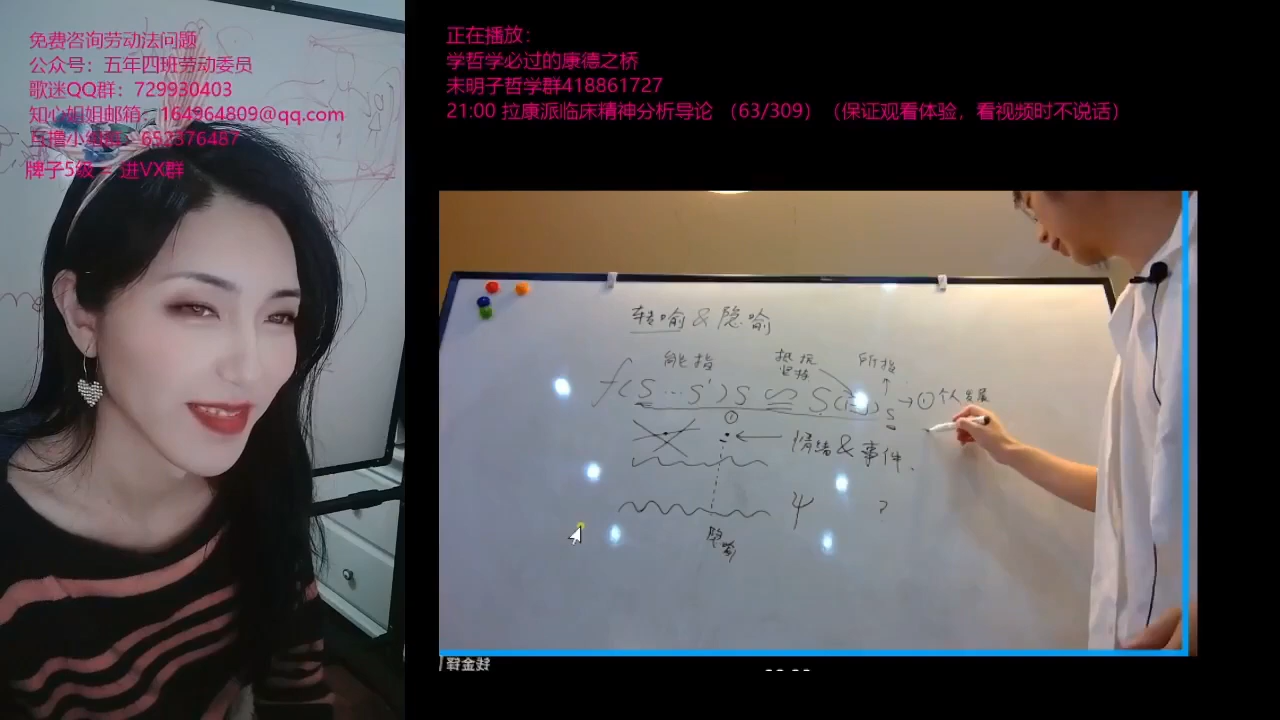 免费咨询劳动法问题
公众号：五年四班劳动委员
歌迷QQ群：729930403
知心姐姐邮箱：164964809@qq.com
互撸小组群：652376487
牌子5级 = 进VX群
正在播放：
学哲学必过的康德之桥
未明子哲学群418861727
21:00 拉康派临床精神分析导论 （63/309）（保证观看体验，看视频时不说话）
转喻 & 隐喻
能指 抵抗 所指
f(S...S')S ≌ S( )s → ① 个人发展
①
情绪 & 事件.
ψ ?
隐喻